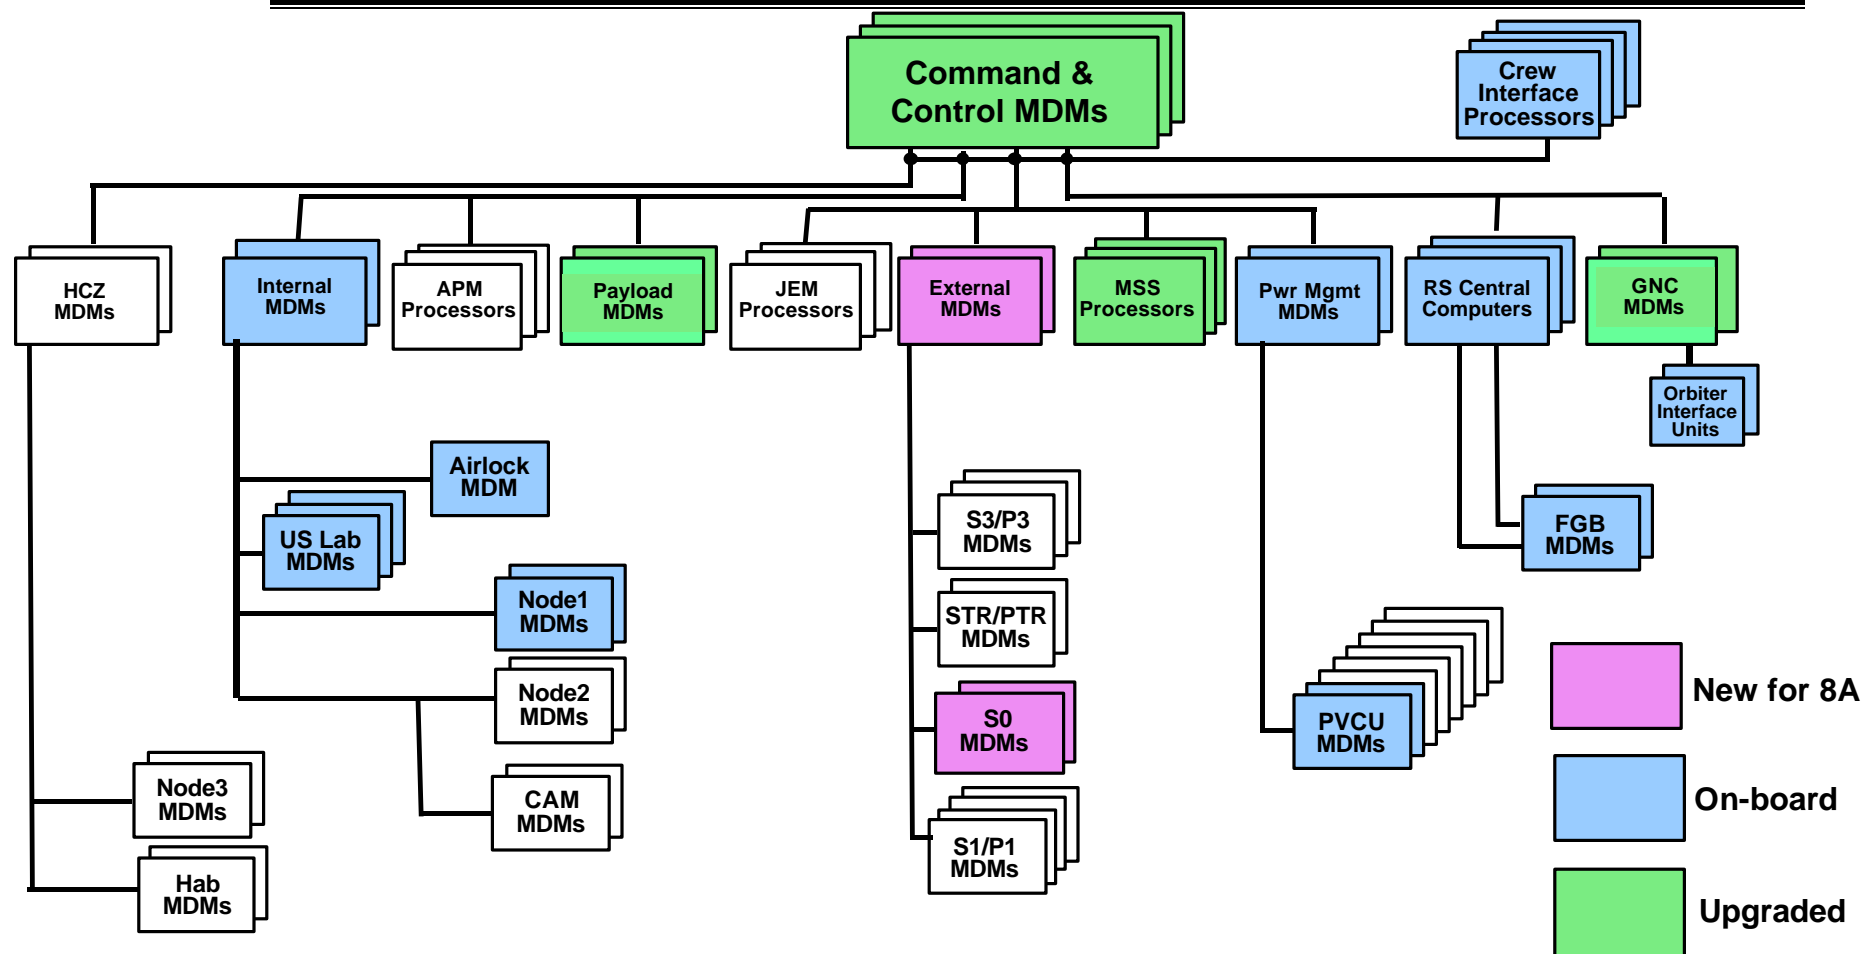 Command &
Control MDMs
Crew
Interface
Processors
HCZ
MDMs
Internal
MDMs
APM
Processors
Payload
MDMs
JEM
Processors
External
MDMs
MSS
Processors
Pwr Mgmt
MDMs
RS Central
Computers
GNC
MDMs
Orbiter
Interface
Units
Airlock
MDM
US Lab
MDMs
Node1
MDMs
Node2
MDMs
CAM
MDMs
Node3
MDMs
Hab
MDMs
S3/P3
MDMs
STR/PTR
MDMs
S0
MDMs
S1/P1
MDMs
FGB
MDMs
PVCU
MDMs
New for 8A
On-board
Upgraded